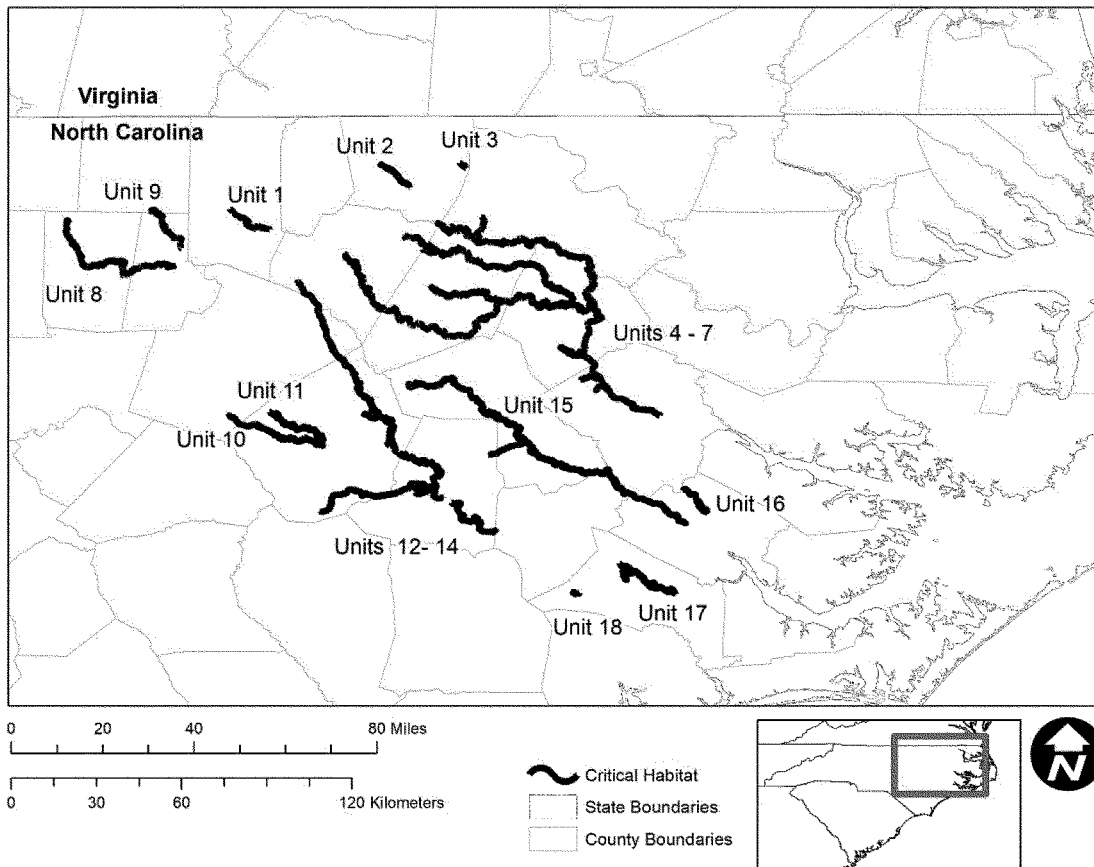 Virginia
North Carolina
Unit 2
Unit 3
Unit 9
Unit 1
Unit 8
Units 4 - 7
Unit 11
Unit 15
Unit 10
Unit 16
Units 12- 14
Unit 17
Unit 18
0 20 40 80 Miles
0 30 60 120 Kilometers
Critical Habitat
State Boundaries
County Boundaries
N